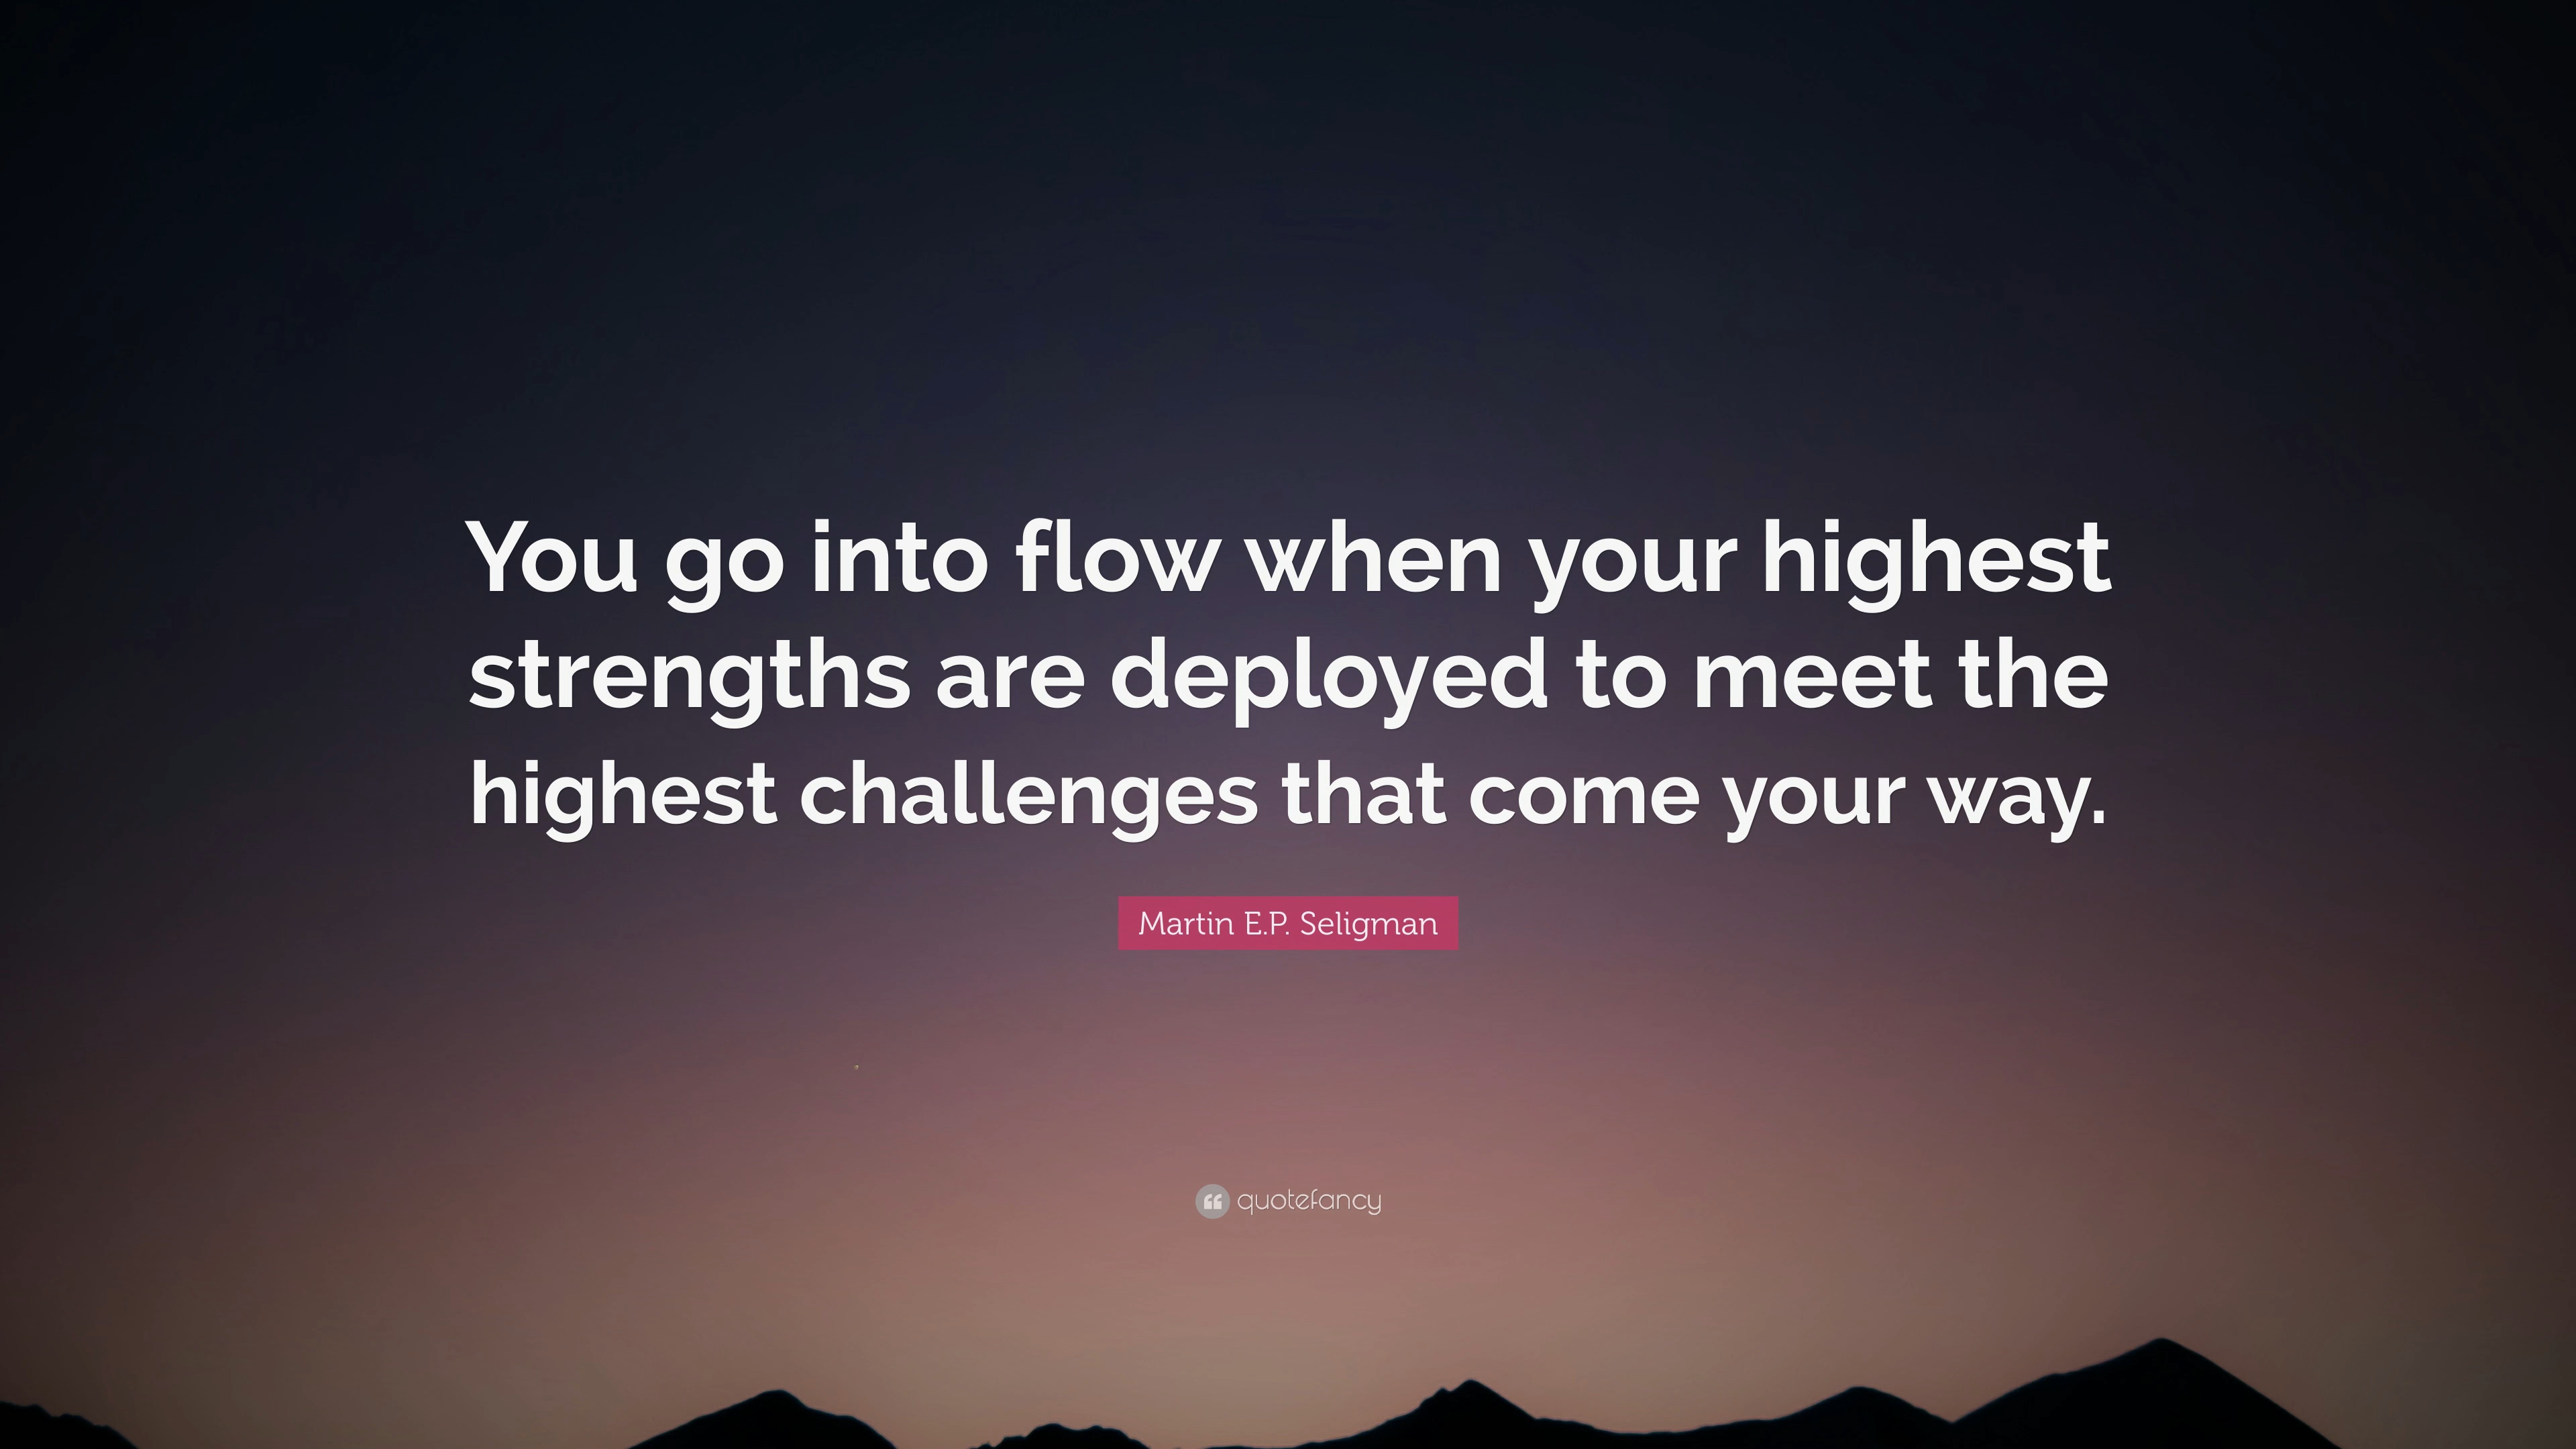 You go into flow when your highest
strengths are deployed to meet the
highest challenges that come your way.
Martin E.P. Seligman
quotefancy